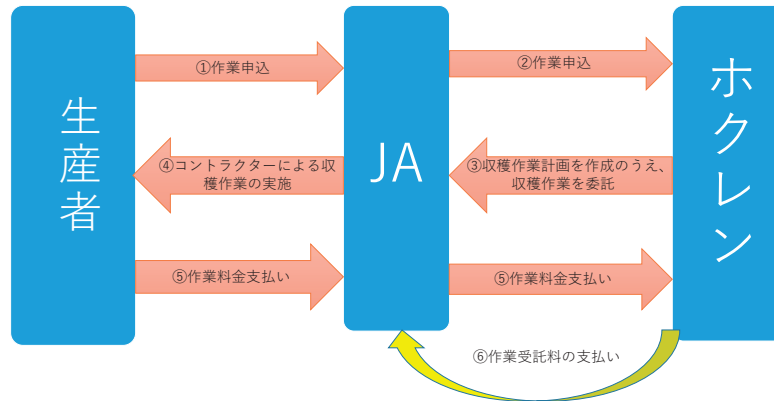 生産者
JA
ホクレン
①作業申込
②作業申込
④コントラクターによる収
穫作業の実施
③収穫作業計画を作成のうえ、
収穫作業を委託
⑤作業料金支払い
⑤作業料金支払い
⑥作業受託料の支払い